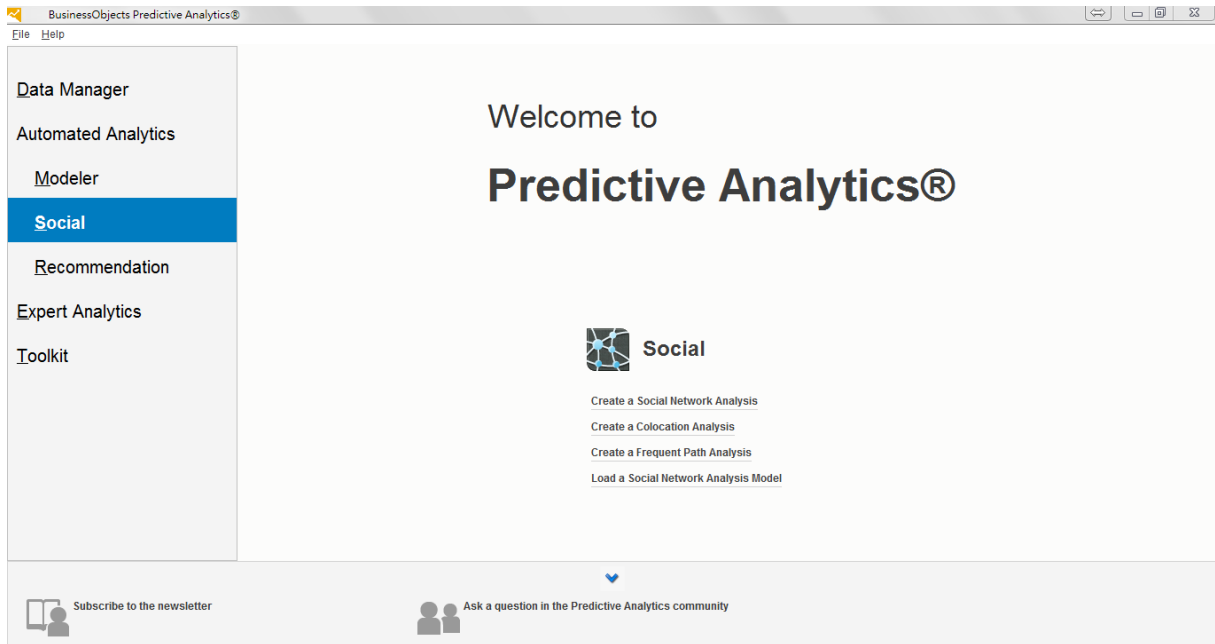 BusinessObjects Predictive Analytics®
File Help
Data Manager
Automated Analytics
Modeler
Social
Recommendation
Expert Analytics
Toolkit
Welcome to
Predictive Analytics®
Social
Create a Social Network Analysis
Create a Colocation Analysis
Create a Frequent Path Analysis
Load a Social Network Analysis Model
Subscribe to the newsletter
Ask a question in the Predictive Analytics community